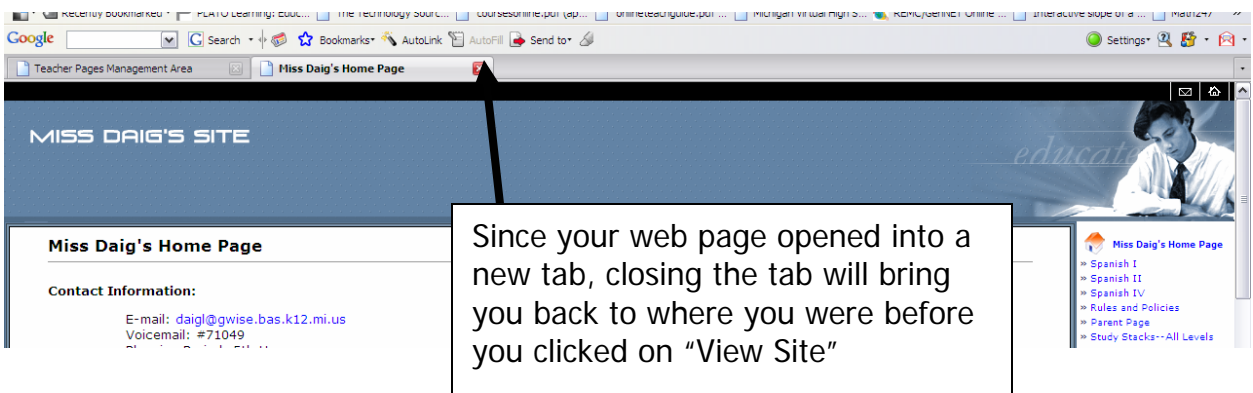 Recently Bookmarked PLATO Learning: Educ... The Technology Sourc... coursesonline.pdf (ap... onlineteachguide.pdf ... Michigan Virtual High S... REMC/GenNET Online ... Interactive slope of a ... Math247 »
Google Search Bookmarks AutoLink AutoFill Send to Settings
Teacher Pages Management Area Miss Daig's Home Page
MISS DAIG'S SITE
educate
Miss Daig's Home Page
Contact Information:
E-mail: daigl@gwise.bas.k12.mi.us
Voicemail: #71049
Since your web page opened into a
new tab, closing the tab will bring
you back to where you were before
you clicked on “View Site”
Miss Daig's Home Page
» Spanish I
» Spanish II
» Spanish IV
» Rules and Policies
» Parent Page
» Study Stacks--All Levels